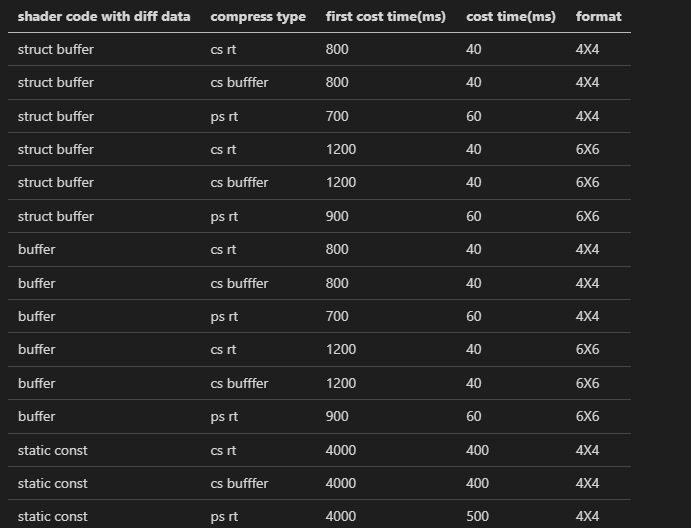 shader code with diff data compress type first cost time(ms) cost time(ms) format
struct buffer cs rt 800 40 4X4
struct buffer cs bufffer 800 40 4X4
struct buffer ps rt 700 60 4X4
struct buffer cs rt 1200 40 6X6
struct buffer cs bufffer 1200 40 6X6
struct buffer ps rt 900 60 6X6
buffer cs rt 800 40 4X4
buffer cs bufffer 800 40 4X4
buffer ps rt 700 60 4X4
buffer cs rt 1200 40 6X6
buffer cs bufffer 1200 40 6X6
buffer ps rt 900 60 6X6
static const cs rt 4000 400 4X4
static const cs bufffer 4000 400 4X4
static const ps rt 4000 500 4X4